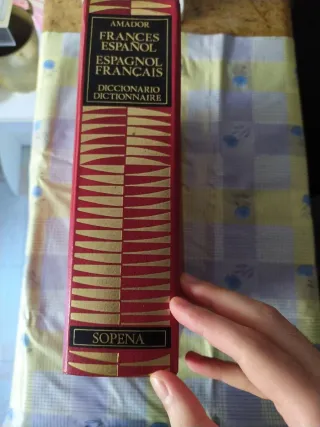 AMADOR
FRANCES
ESPAÑOL
ESPAGNOL
FRANÇAIS
DICCIONARIO
DICTIONNAIRE
SOPENA